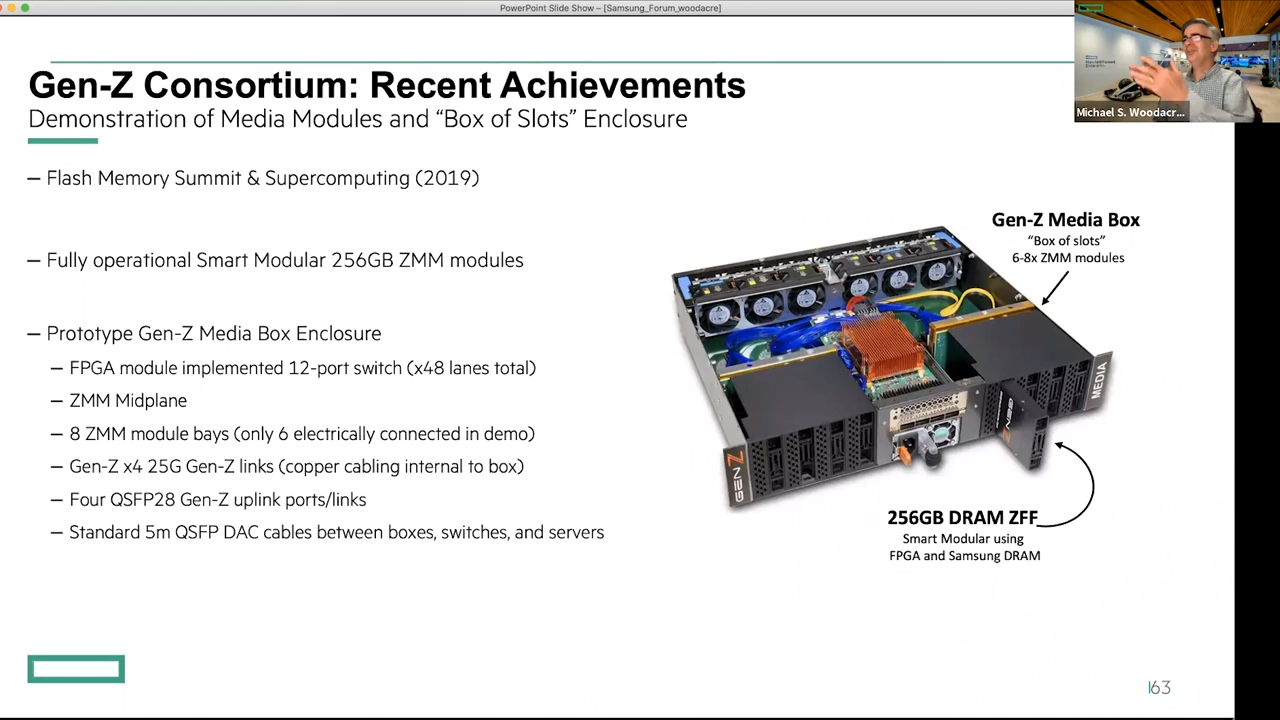 PowerPoint Slide Show – [Samsung_Forum_woodacre]
Gen-Z Consortium: Recent Achievements
Demonstration of Media Modules and “Box of Slots” Enclosure
Michael S. Woodacr...
– Flash Memory Summit & Supercomputing (2019)
– Fully operational Smart Modular 256GB ZMM modules
– Prototype Gen-Z Media Box Enclosure
– FPGA module implemented 12-port switch (x48 lanes total)
– ZMM Midplane
– 8 ZMM module bays (only 6 electrically connected in demo)
– Gen-Z x4 25G Gen-Z links (copper cabling internal to box)
– Four QSFP28 Gen-Z uplink ports/links
– Standard 5m QSFP DAC cables between boxes, switches, and servers
Gen-Z Media Box
“Box of slots”
6-8x ZMM modules
MEDIA
GEN Z
GEN Z
256GB DRAM ZFF
Smart Modular using
FPGA and Samsung DRAM
63